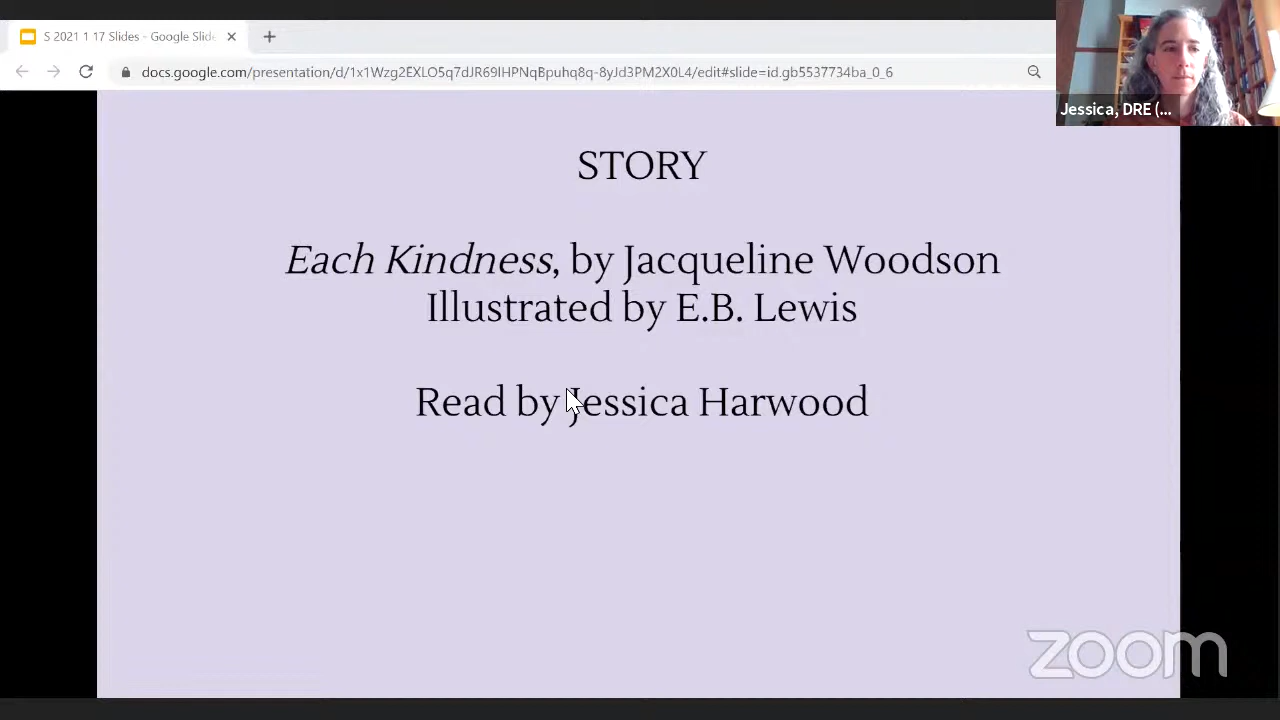 S 2021 1 17 Slides - Google Slide
docs.google.com/presentation/d/1x1Wzg2EXLO5q7dJR6SiHPNqBpuhq8q-8yJd3PM2X0L4/edit#slide=id.gb5537734ba_0_6
Jessica, DRE (...
STORY
Each Kindness, by Jacqueline Woodson
Illustrated by E.B. Lewis
Read by Jessica Harwood
zoom